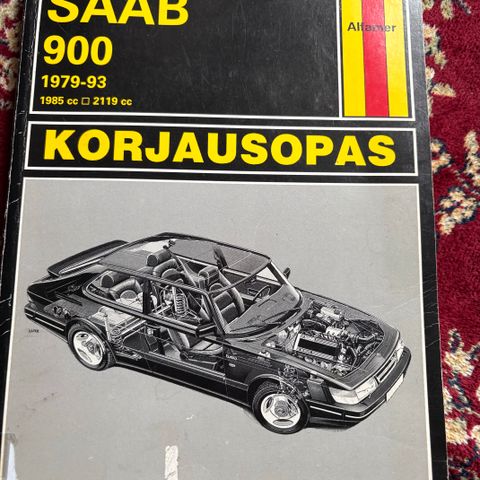 SAAB
Alfamer
900
1979-93
1985 cc □ 2119 cc
KORJAUSOPAS